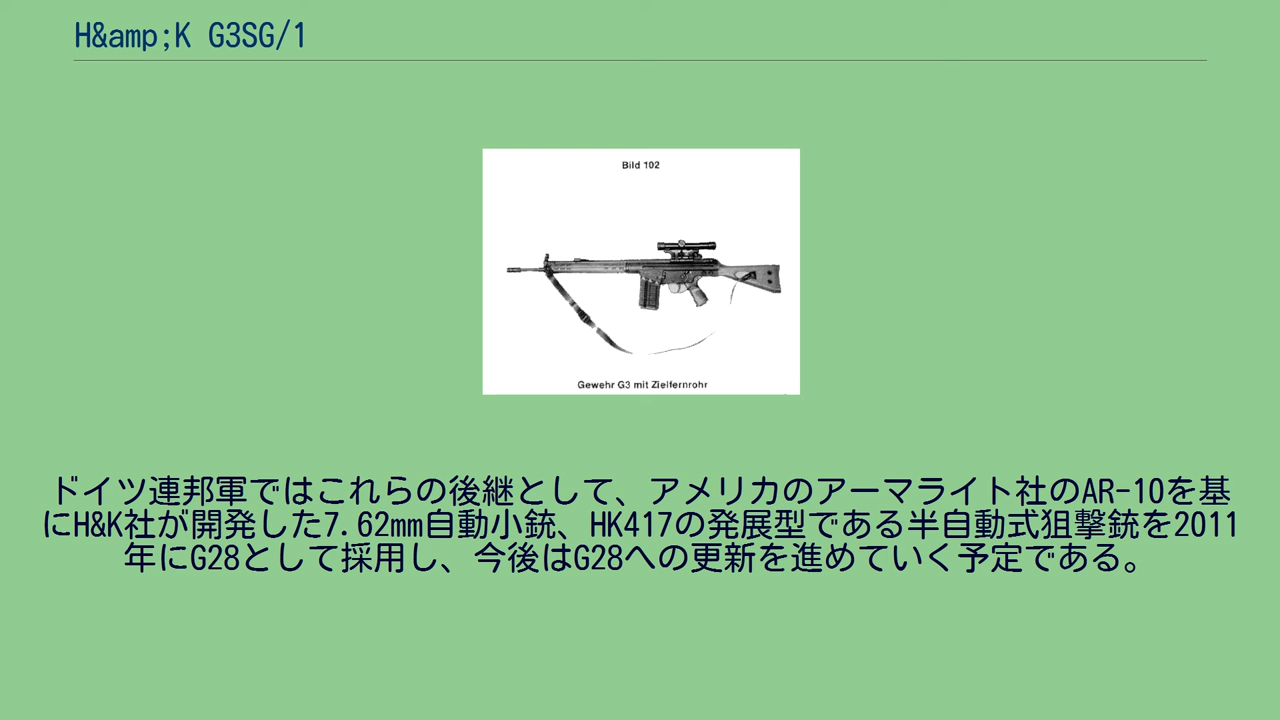 H&amp;K G3SG/1
Bild 102
Gewehr G3 mit Zielfernrohr
ドイツ連邦軍ではこれらの後継として、アメリカのアーマライト社のAR-10を基
にH&K社が開発した7.62mm自動小銃、HK417の発展型である半自動式狙撃銃を2011
年にG28として採用し、今後はG28への更新を進めていく予定である。